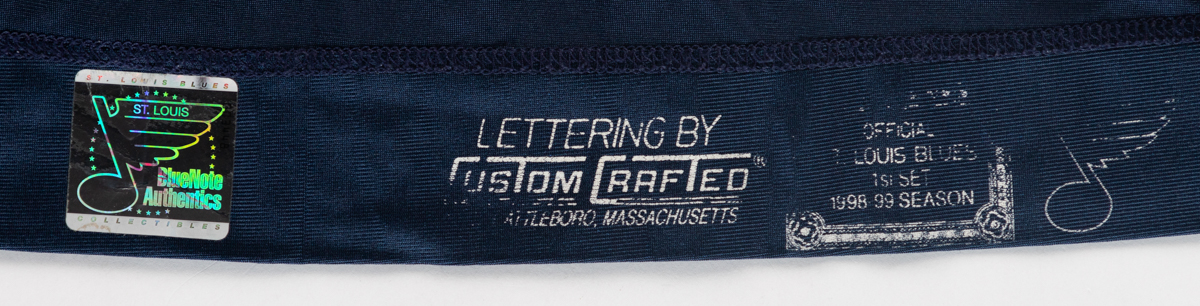 ST. LOUIS BLUES
ST. LOUIS
BlueNote
Authentics
COLLECTIBLES
LETTERING BY
CUSTOM CRAFTED®
ATTLEBORO, MASSACHUSETTS
OFFICIAL
LOUIS BLUES
1st SET
1998-99 SEASON